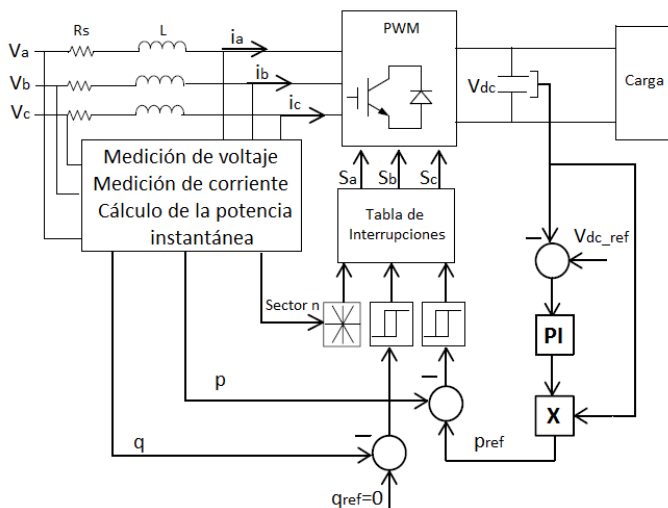 Rs
L
Va
Vb
Vc
ia
ib
ic
PWM
Vdc
Carga
Medición de voltaje
Medición de corriente
Cálculo de la potencia
instantánea
Sa
Sb
Sc
Tabla de
Interrupciones
Vdc_ref
Sector n
PI
X
p
pref
q
qref=0